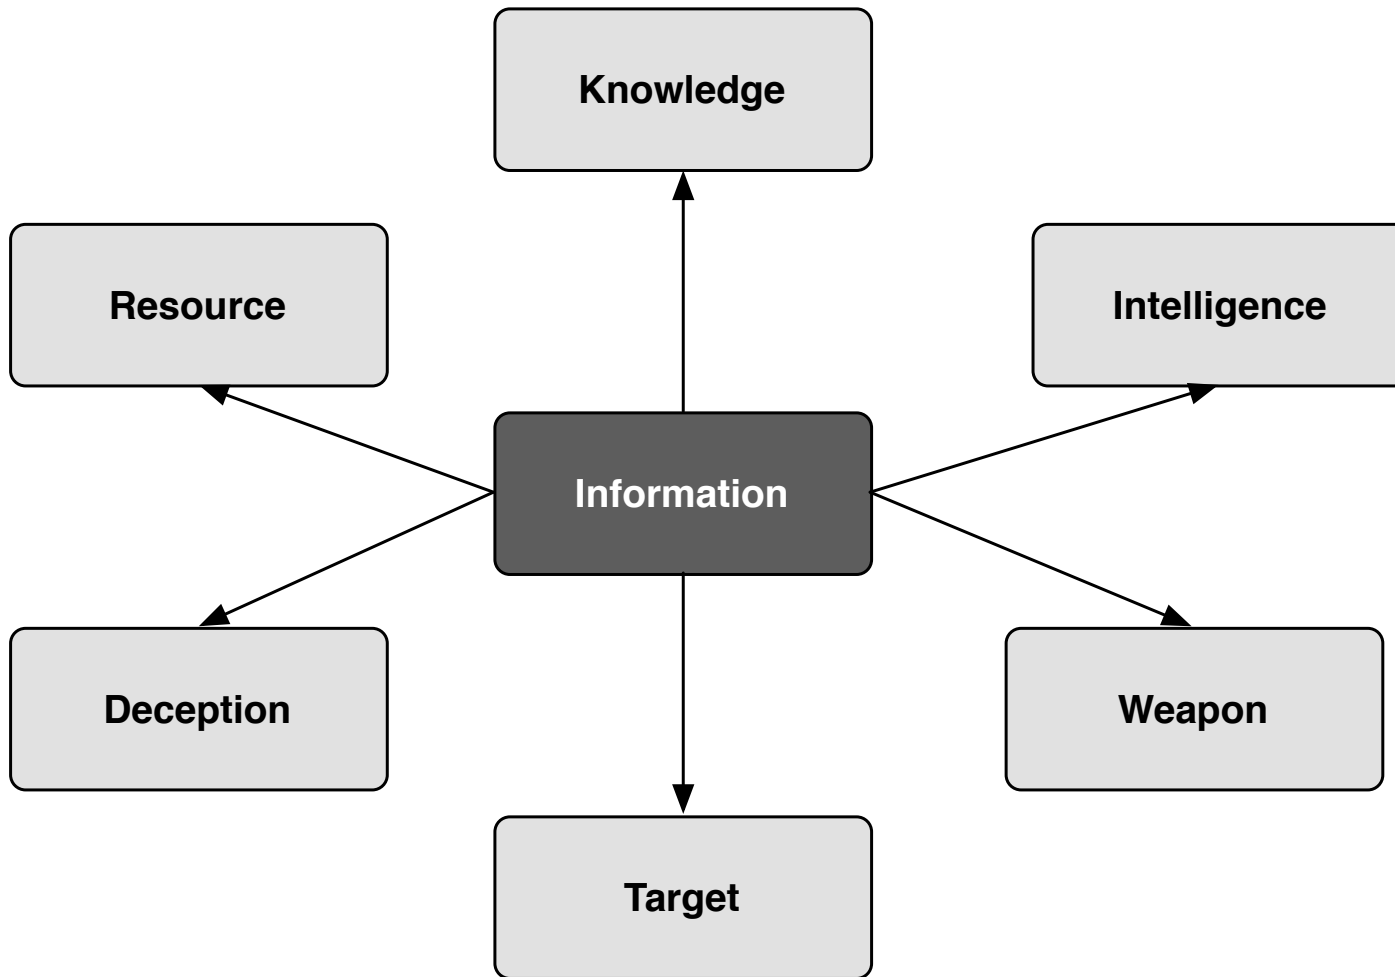 Knowledge
Resource
Intelligence
Information
Deception
Weapon
Target